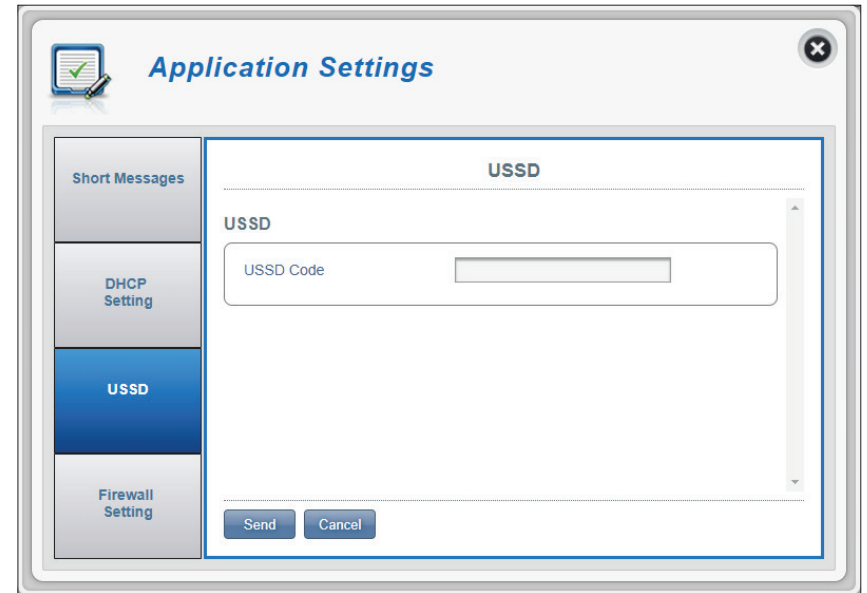 Application Settings
Short Messages
DHCP
Setting
USSD
Firewall
Setting
USSD
USSD
USSD Code
Send
Cancel